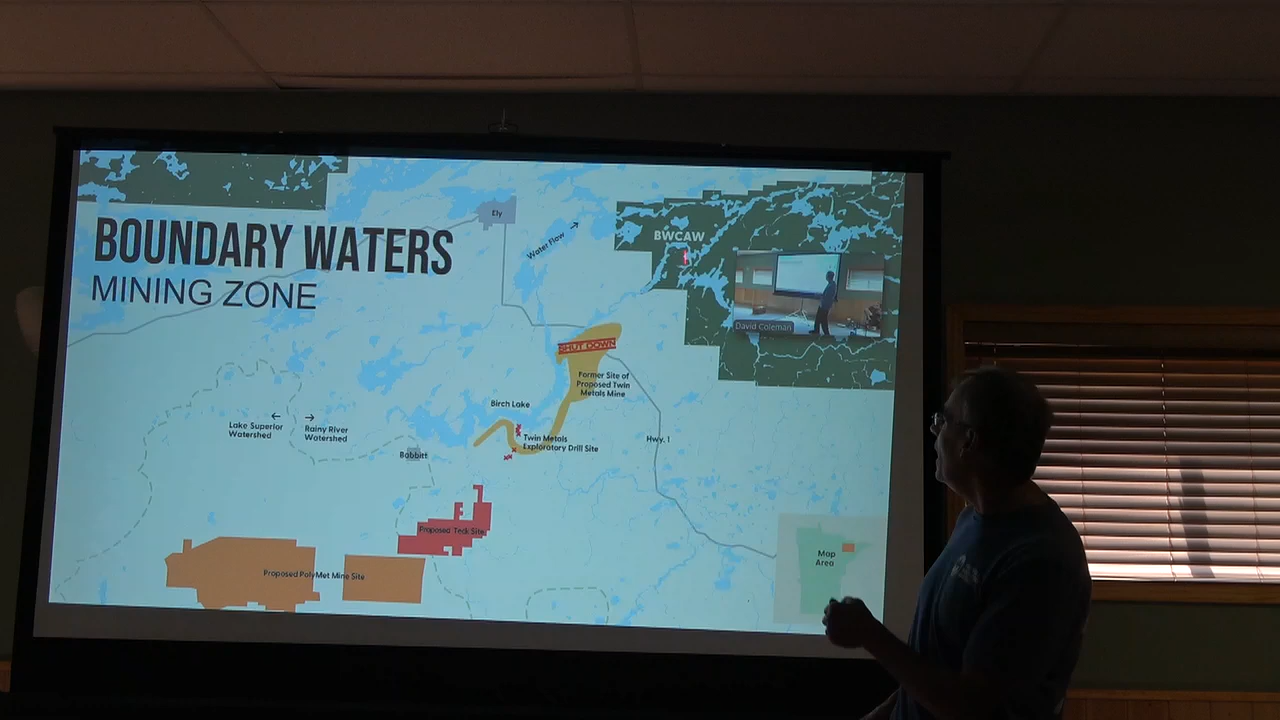 BOUNDARY WATERS
MINING ZONE
Ely
Water Flow
BWCAW
David Coleman
SHUT DOWN
Former Site of
Proposed Twin
Metals Mine
Birch Lake
Lake Superior
Watershed
Rainy River
Watershed
Twin Metals
Exploratory Drill Site
Hwy. 1
Babbitt
Proposed Teck Site
Map
Area
Proposed PolyMet Mine Site